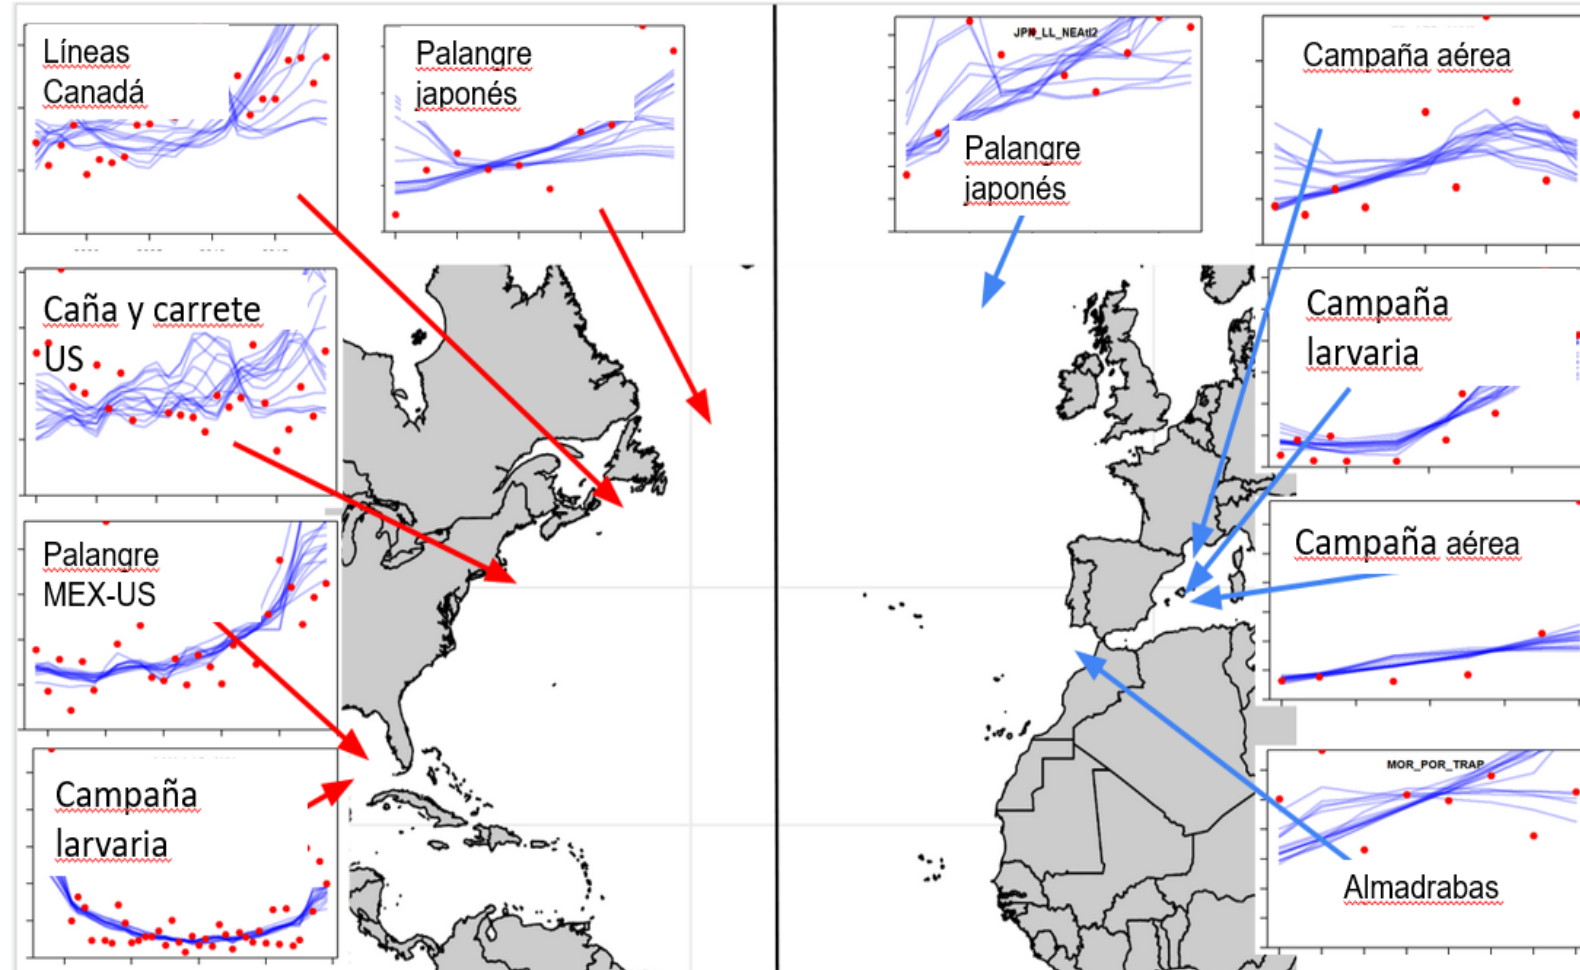 Líneas
Canadá
Palangre
japonés
JPN_LL_NEAtl2
Palangre
japonés
Campaña aérea
Caña y carrete
US
Campaña
larvaria
Palangre
MEX-US
Campaña aérea
Campaña
larvaria
MOR_POR_TRAP
Almadrabas